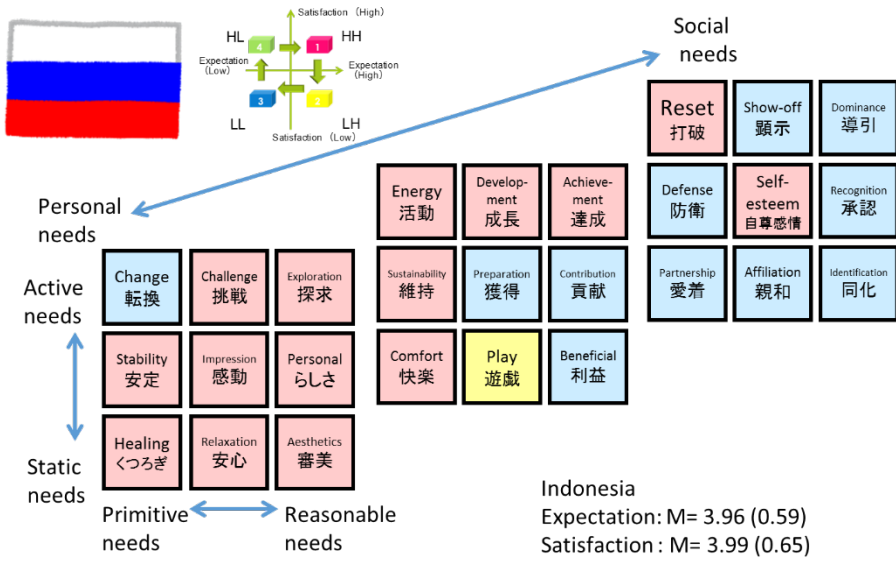 Satisfaction (High)
HL
4
1
HH
Expectation
(Low)
Expectation
(High)
3
2
LL
LH
Satisfaction (Low)
Social
needs
Reset
打破
Show-off
顕示
Dominance
導引
Defense
防衛
Self-
esteem
自尊感情
Recognition
承認
Partnership
愛着
Affiliation
親和
Identification
同化
Energy
活動
Develop-
ment
成長
Achieve-
ment
達成
Sustainability
維持
Preparation
獲得
Contribution
貢献
Comfort
快楽
Play
遊戯
Beneficial
利益
Personal
needs
Active
needs
Change
転換
Challenge
挑戦
Exploration
探求
Stability
安定
Impression
感動
Personal
らしさ
Healing
くつろぎ
Relaxation
安心
Aesthetics
審美
Static
needs
Primitive
needs
Reasonable
needs
Indonesia
Expectation: M= 3.96 (0.59)
Satisfaction : M= 3.99 (0.65)